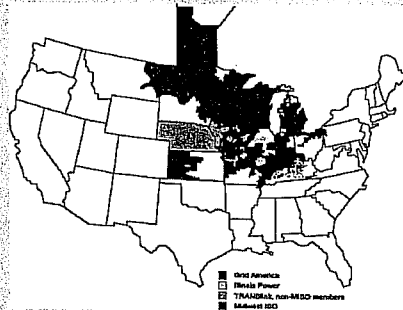 Grid America
Illinois Power
TRANSLink, non-MISO members
Midwest ISO